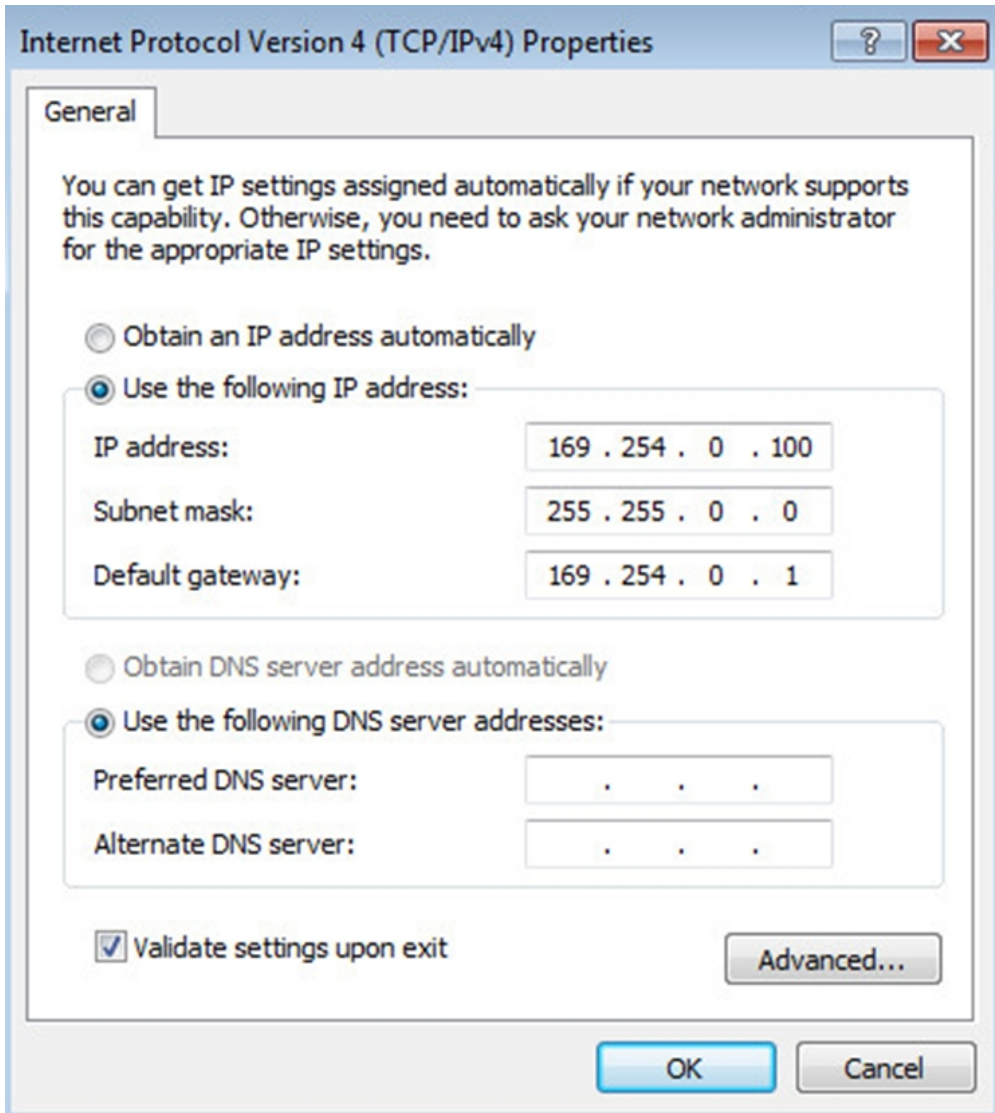 Internet Protocol Version 4 (TCP/IPv4) Properties
General
You can get IP settings assigned automatically if your network supports
this capability. Otherwise, you need to ask your network administrator
for the appropriate IP settings.
Obtain an IP address automatically
Use the following IP address:
IP address: 169 . 254 . 0 . 100
Subnet mask: 255 . 255 . 0 . 0
Default gateway: 169 . 254 . 0 . 1
Obtain DNS server address automatically
Use the following DNS server addresses:
Preferred DNS server: . . .
Alternate DNS server: . . .
Validate settings upon exit
Advanced...
OK Cancel